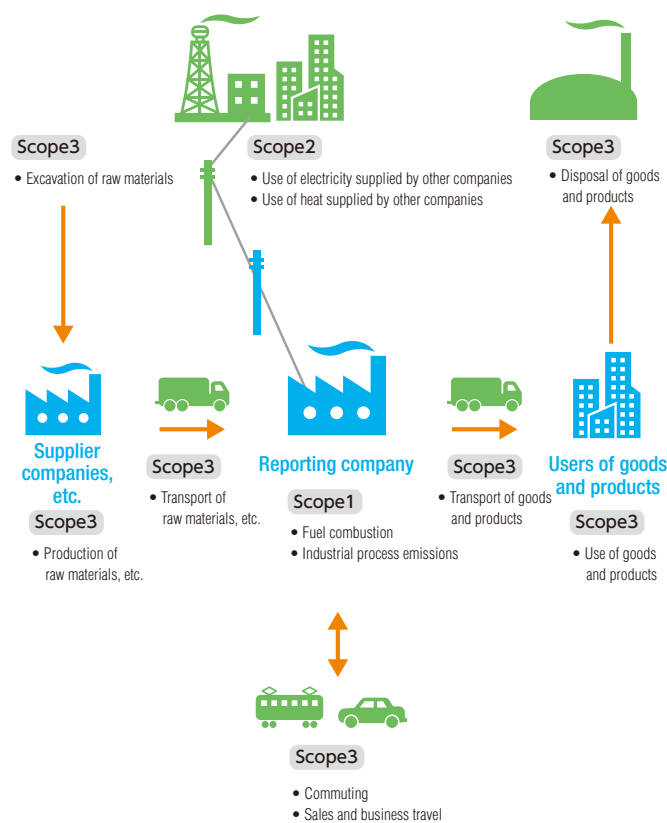 Scope3
• Excavation of raw materials
Scope2
• Use of electricity supplied by other companies
• Use of heat supplied by other companies
Scope3
• Disposal of goods
and products
Supplier
companies,
etc.
Scope3
• Production of
raw materials, etc.
Scope3
• Transport of
raw materials, etc.
Reporting company
Scope1
• Fuel combustion
• Industrial process emissions
Scope3
• Transport of goods
and products
Users of goods
and products
Scope3
• Use of goods
and products
Scope3
• Commuting
• Sales and business travel